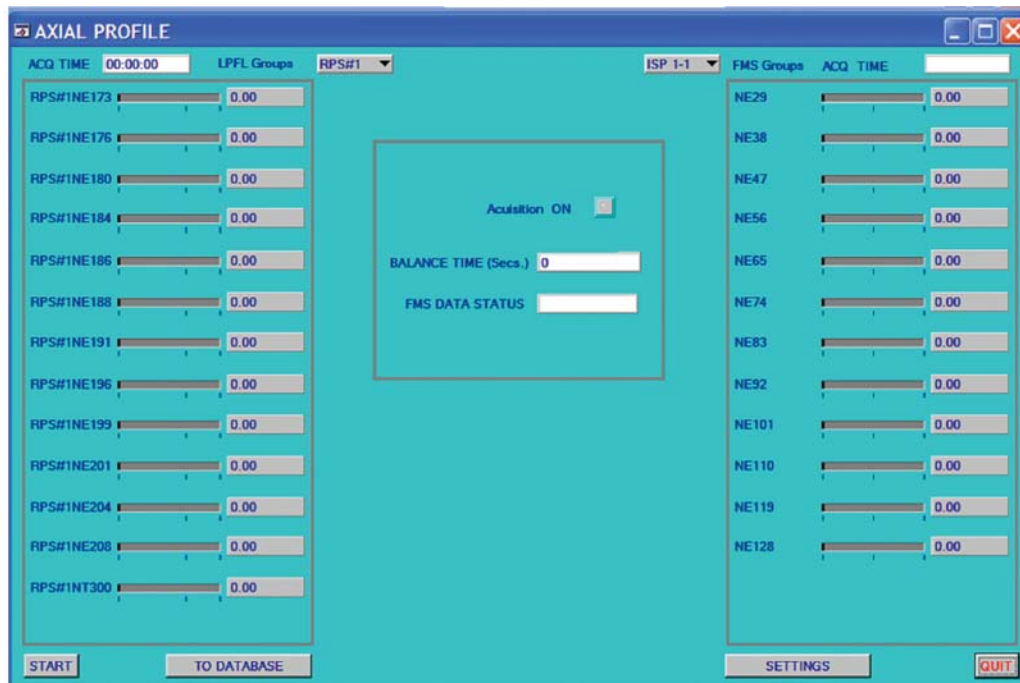 AXIAL PROFILE
ACQ TIME 00:00:00 LPFL Groups RPS#1 ISP 1-1 FMS Groups ACQ TIME
RPS#1NE173 0.00
RPS#1NE176 0.00
RPS#1NE180 0.00
RPS#1NE184 0.00
RPS#1NE186 0.00
RPS#1NE188 0.00
RPS#1NE191 0.00
RPS#1NE196 0.00
RPS#1NE199 0.00
RPS#1NE201 0.00
RPS#1NE204 0.00
RPS#1NE208 0.00
RPS#1NT300 0.00
Acuisition ON
BALANCE TIME (Secs.) 0
FMS DATA STATUS
NE29 0.00
NE38 0.00
NE47 0.00
NE56 0.00
NE65 0.00
NE74 0.00
NE83 0.00
NE92 0.00
NE101 0.00
NE110 0.00
NE119 0.00
NE128 0.00
START TO DATABASE SETTINGS QUIT